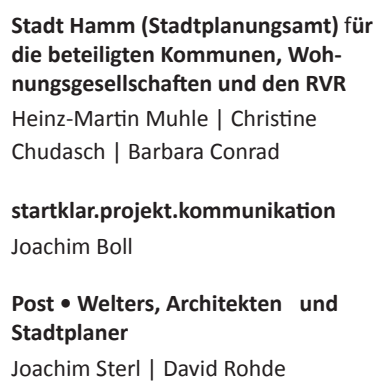 Stadt Hamm (Stadtplanungsamt) für
die beteiligten Kommunen, Woh-
nungsgesellschaften und den RVR
Heinz-Martin Muhle | Christine
Chudasch | Barbara Conrad
startklar.projekt.kommunikation
Joachim Boll
Post • Welters, Architekten und
Stadtplaner
Joachim Sterl | David Rohde